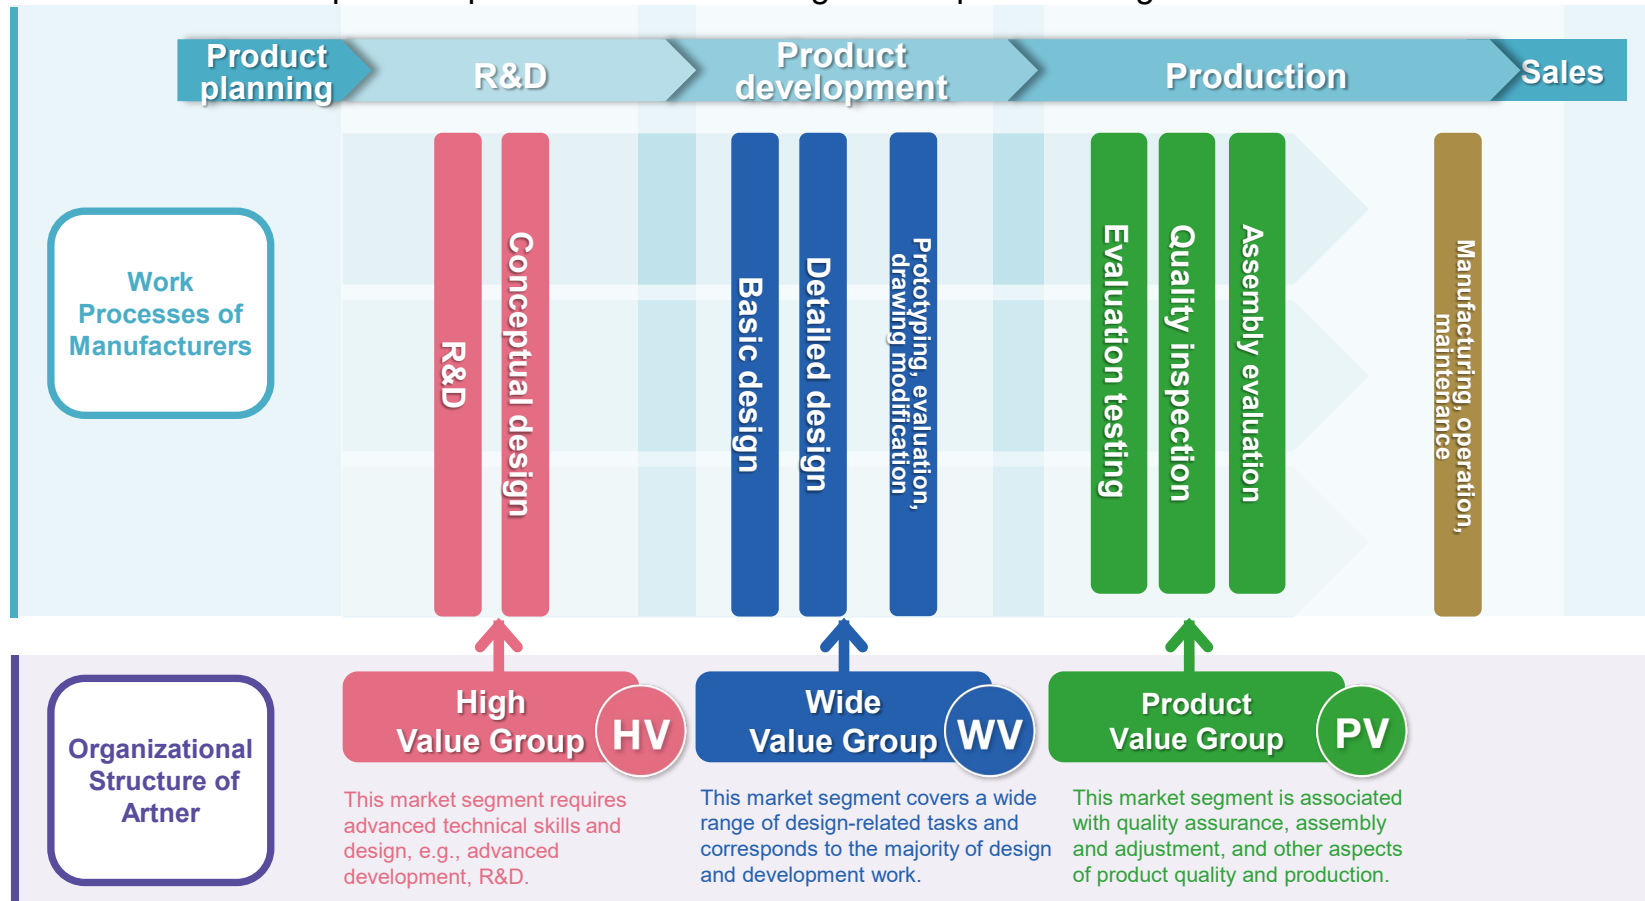 Product
planning
R&D
Product
development
Production
Sales
Work
Processes of
Manufacturers
R&D
Conceptual design
Basic design
Detailed design
Prototyping, evaluation,
drawing modification
Evaluation testing
Quality inspection
Assembly evaluation
Manufacturing, operation,
maintenance
Organizational
Structure of
Artner
High
Value Group
HV
This market segment requires
advanced technical skills and
design, e.g., advanced
development, R&D.
Wide
Value Group
WV
This market segment covers a wide
range of design-related tasks and
corresponds to the majority of design
and development work.
Product
Value Group
PV
This market segment is associated
with quality assurance, assembly
and adjustment, and other aspects
of product quality and production.